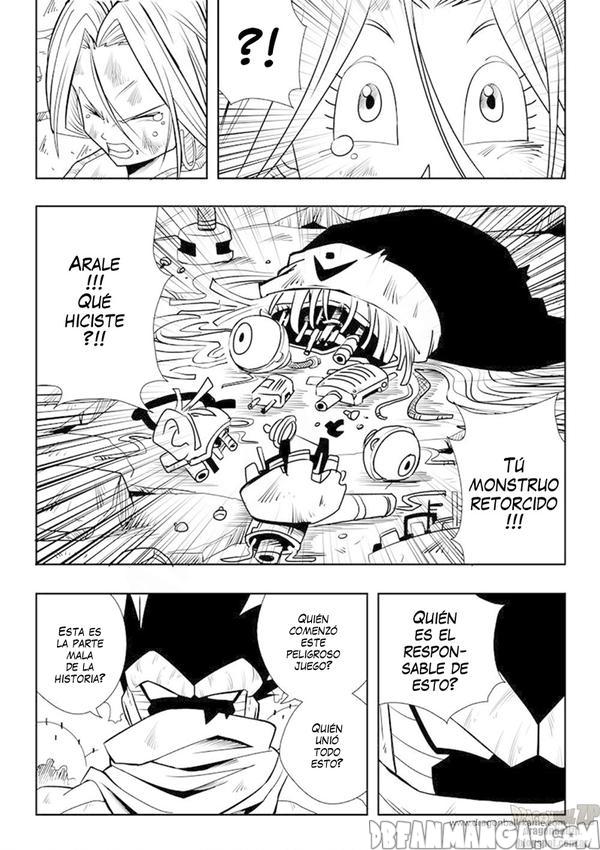 ?!
ARALE
!!!
QUÉ
HICISTE
?!!
TÚ
MONSTRUO
RETORCIDO
!!!
ESTA ES
LA PARTE
MALA
DE LA
HISTORIA?
QUIÉN
COMENZÓ
ESTE
PELIGROSO
JUEGO?
QUIÉN
UNIÓ
TODO
ESTO?
QUIÉN
ES EL
RESPON-
SABLE DE
ESTO?
DBFANMANGA.COM